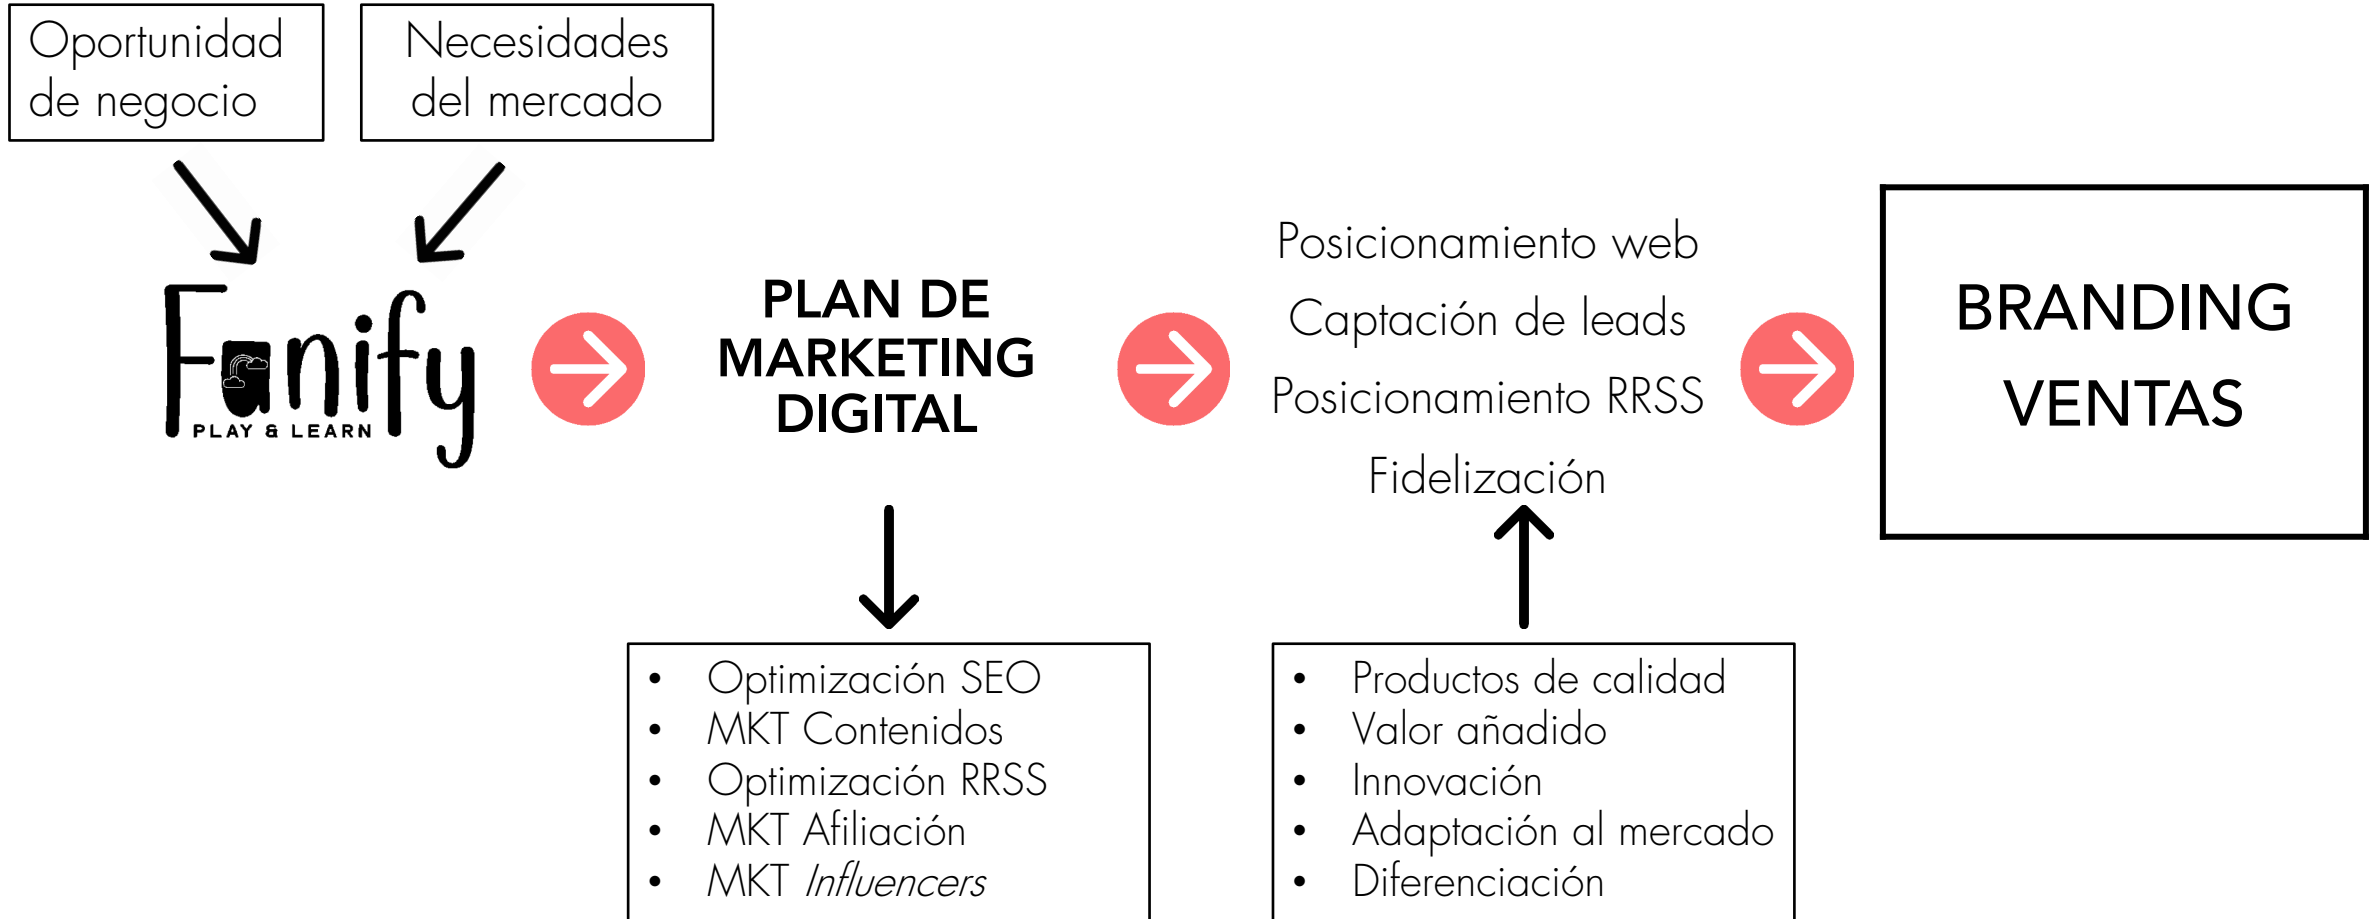 Oportunidad
de negocio
Necesidades
del mercado
Fanify
PLAY & LEARN
PLAN DE
MARKETING
DIGITAL
Posicionamiento web
Captación de leads
Posicionamiento RRSS
Fidelización
BRANDING
VENTAS
• Optimización SEO
• MKT Contenidos
• Optimización RRSS
• MKT Afiliación
• MKT Influencers
• Productos de calidad
• Valor añadido
• Innovación
• Adaptación al mercado
• Diferenciación